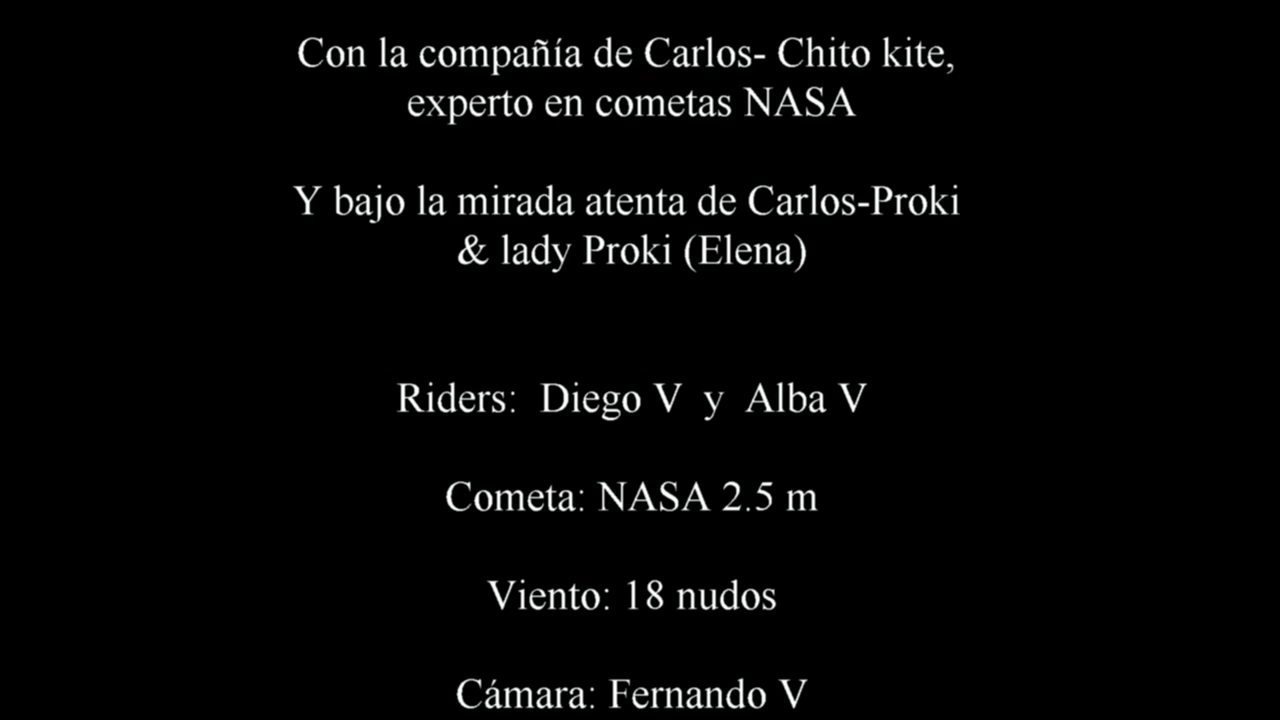 Con la compañía de Carlos- Chito kite,
experto en cometas NASA
Y bajo la mirada atenta de Carlos-Proki
& lady Proki (Elena)
Riders:  Diego V  y  Alba V
Cometa: NASA 2.5 m
Viento: 18 nudos
Cámara: Fernando V